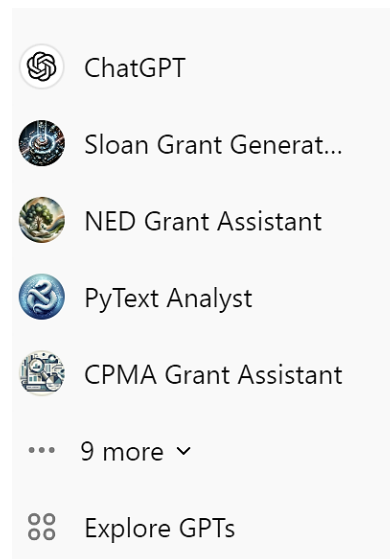 ChatGPT
Sloan Grant Generat...
NED Grant Assistant
PyText Analyst
CPMA Grant Assistant
9 more
Explore GPTs